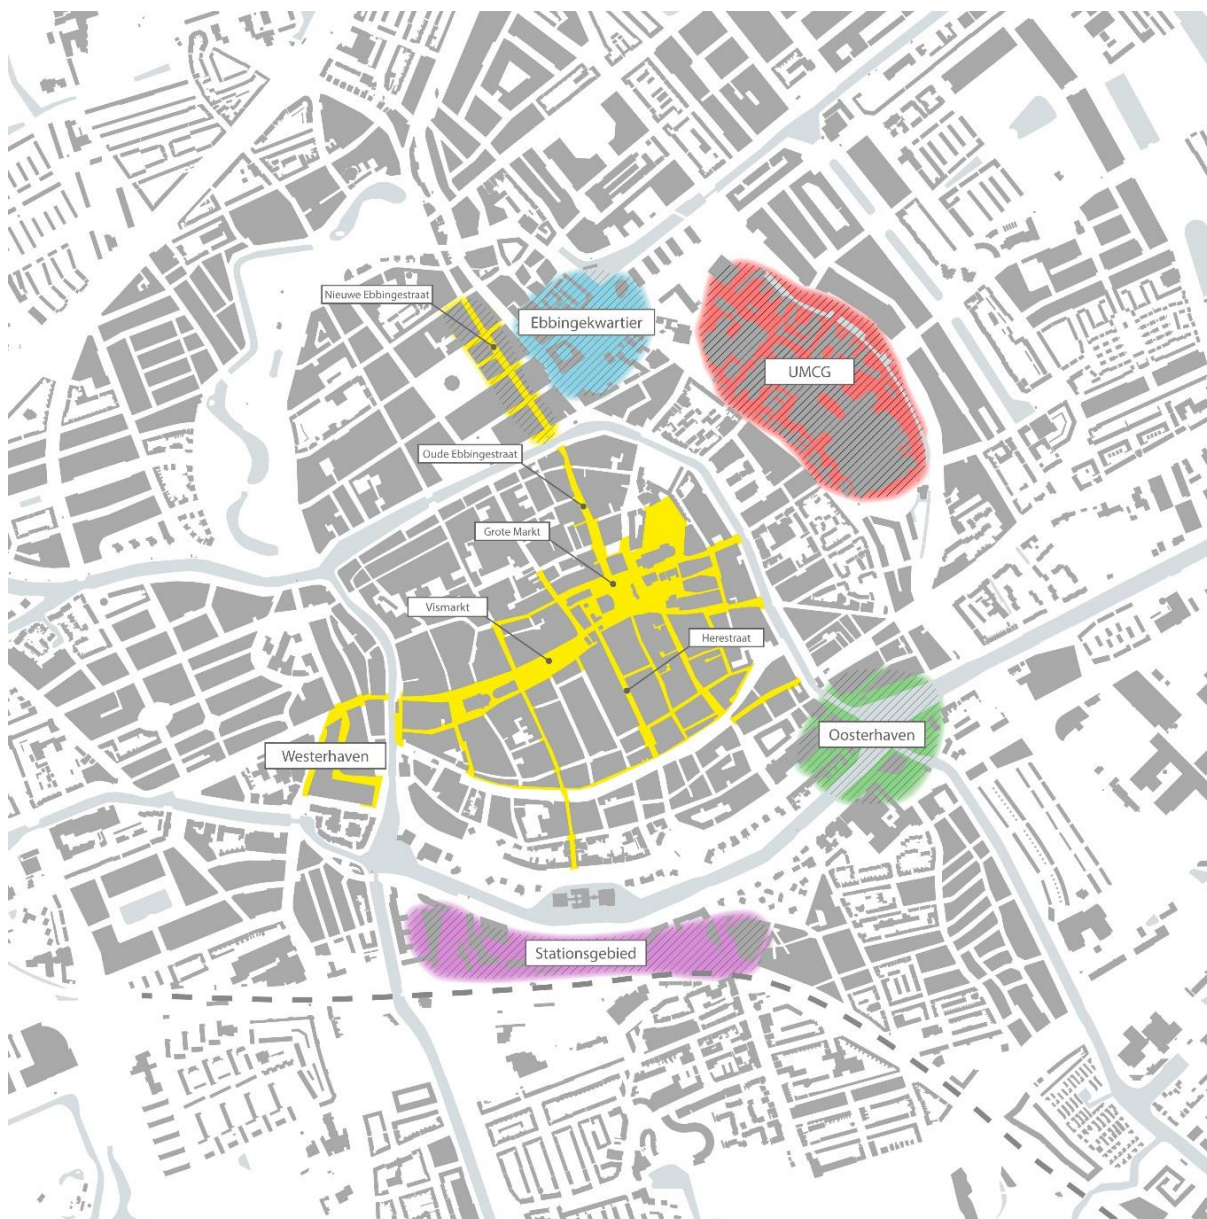 Nieuwe Ebbingestraat
Ebbingekwartier
UMCG
Oude Ebbingestraat
Grote Markt
Vismarkt
Herestraat
Oosterhaven
Westerhaven
Stationsgebied